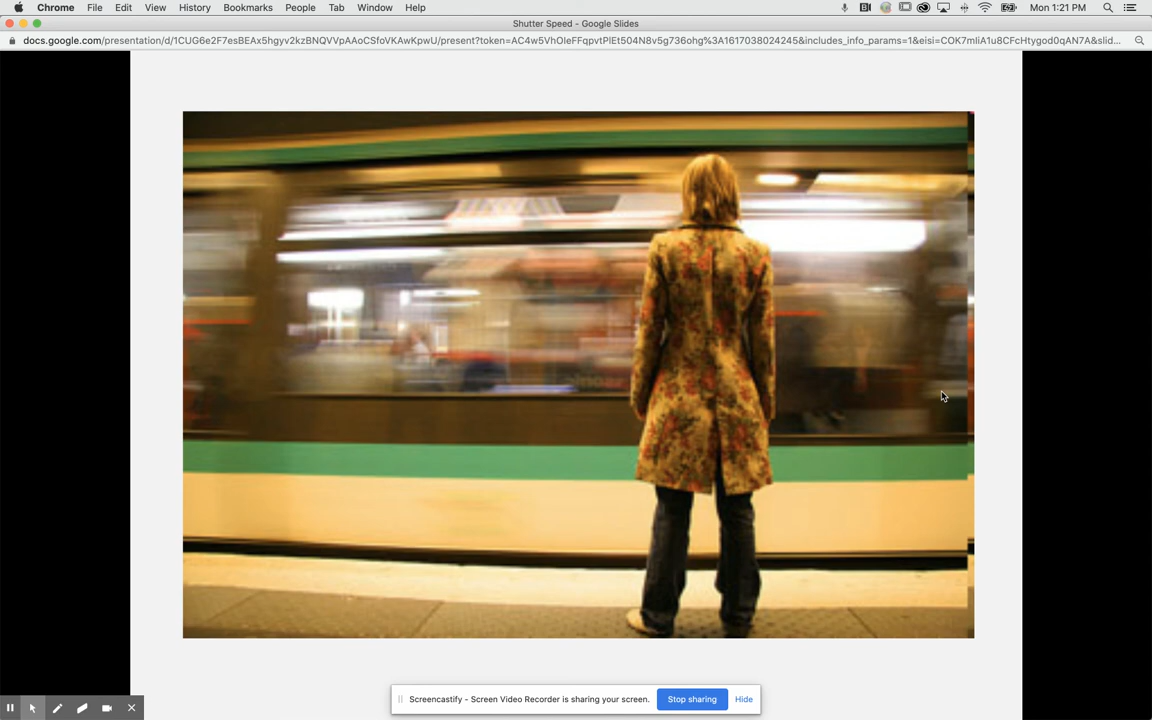 Chrome File Edit View History Bookmarks People Tab Window Help Mon 1:21 PM
Shutter Speed - Google Slides
docs.google.com/presentation/d/1CUG6e2F7esBEAx5hgyv2kzBNQVVpAAoCSfoVKAwKpwU/present?token=AC4w5VhOIeFFqpvtPIEt504N8v5g736ohg%3A1617038024245&includes_info_params=1&eisi=COK7mIiA1u8CFcHtygod0qAN7A&slid...
Screencastify - Screen Video Recorder is sharing your screen. Stop sharing Hide